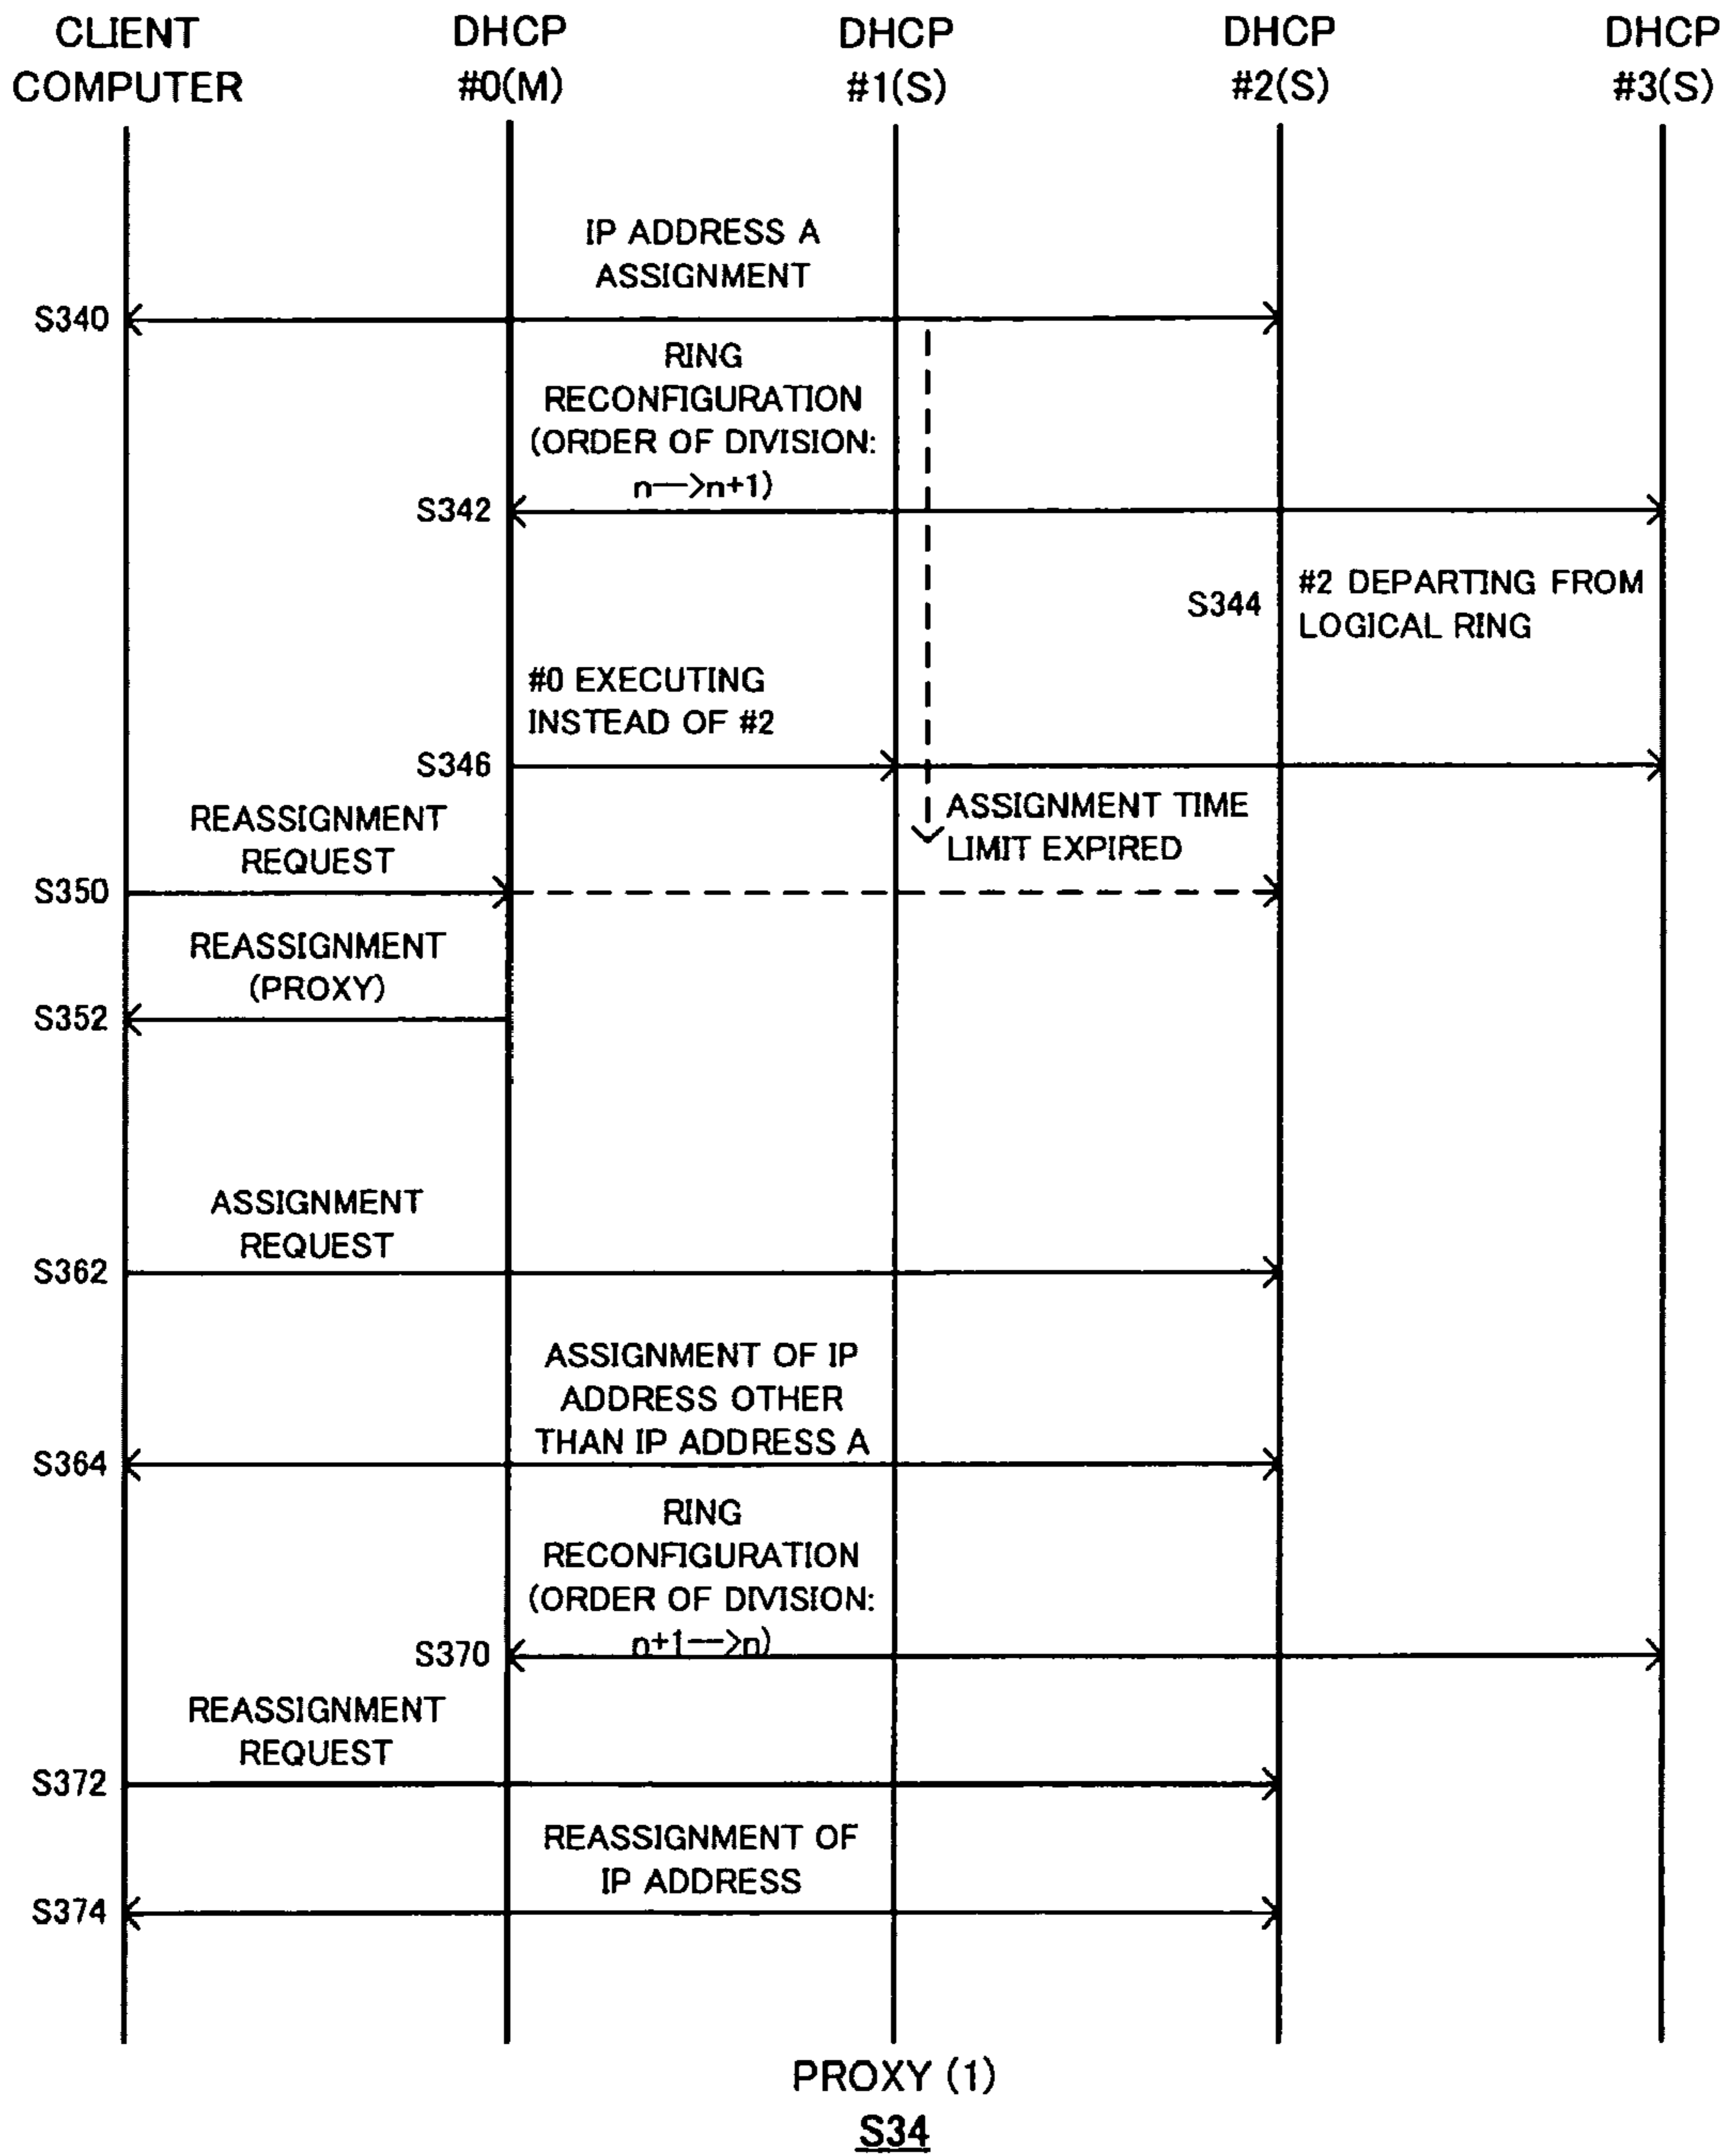 CLIENT
COMPUTER
DHCP
#0(M)
DHCP
#1(S)
DHCP
#2(S)
DHCP
#3(S)
IP ADDRESS A
ASSIGNMENT
S340
RING
RECONFIGURATION
(ORDER OF DIVISION:
n—>n+1)
S342
S344
#2 DEPARTING FROM
LOGICAL RING
#0 EXECUTING
INSTEAD OF #2
S346
ASSIGNMENT TIME
LIMIT EXPIRED
REASSIGNMENT
REQUEST
S350
REASSIGNMENT
(PROXY)
S352
ASSIGNMENT
REQUEST
S362
ASSIGNMENT OF IP
ADDRESS OTHER
THAN IP ADDRESS A
S364
RING
RECONFIGURATION
(ORDER OF DIVISION:
n+1—>n)
S370
REASSIGNMENT
REQUEST
S372
REASSIGNMENT OF
IP ADDRESS
S374
PROXY (1)
S34